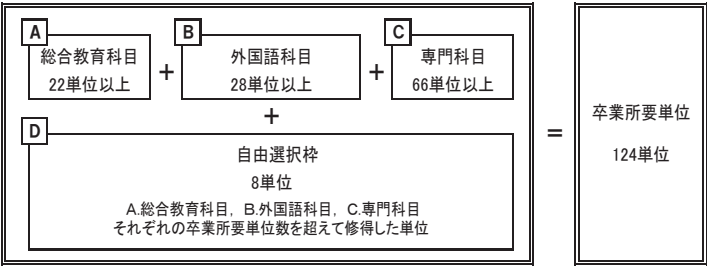 A
総合教育科目
22単位以上
+
B
外国語科目
28単位以上
+
C
専門科目
66単位以上
+
D
自由選択枠
8単位
A.総合教育科目，B.外国語科目，C.専門科目
それぞれの卒業所要単位数を超えて修得した単位
=
卒業所要単位
124単位